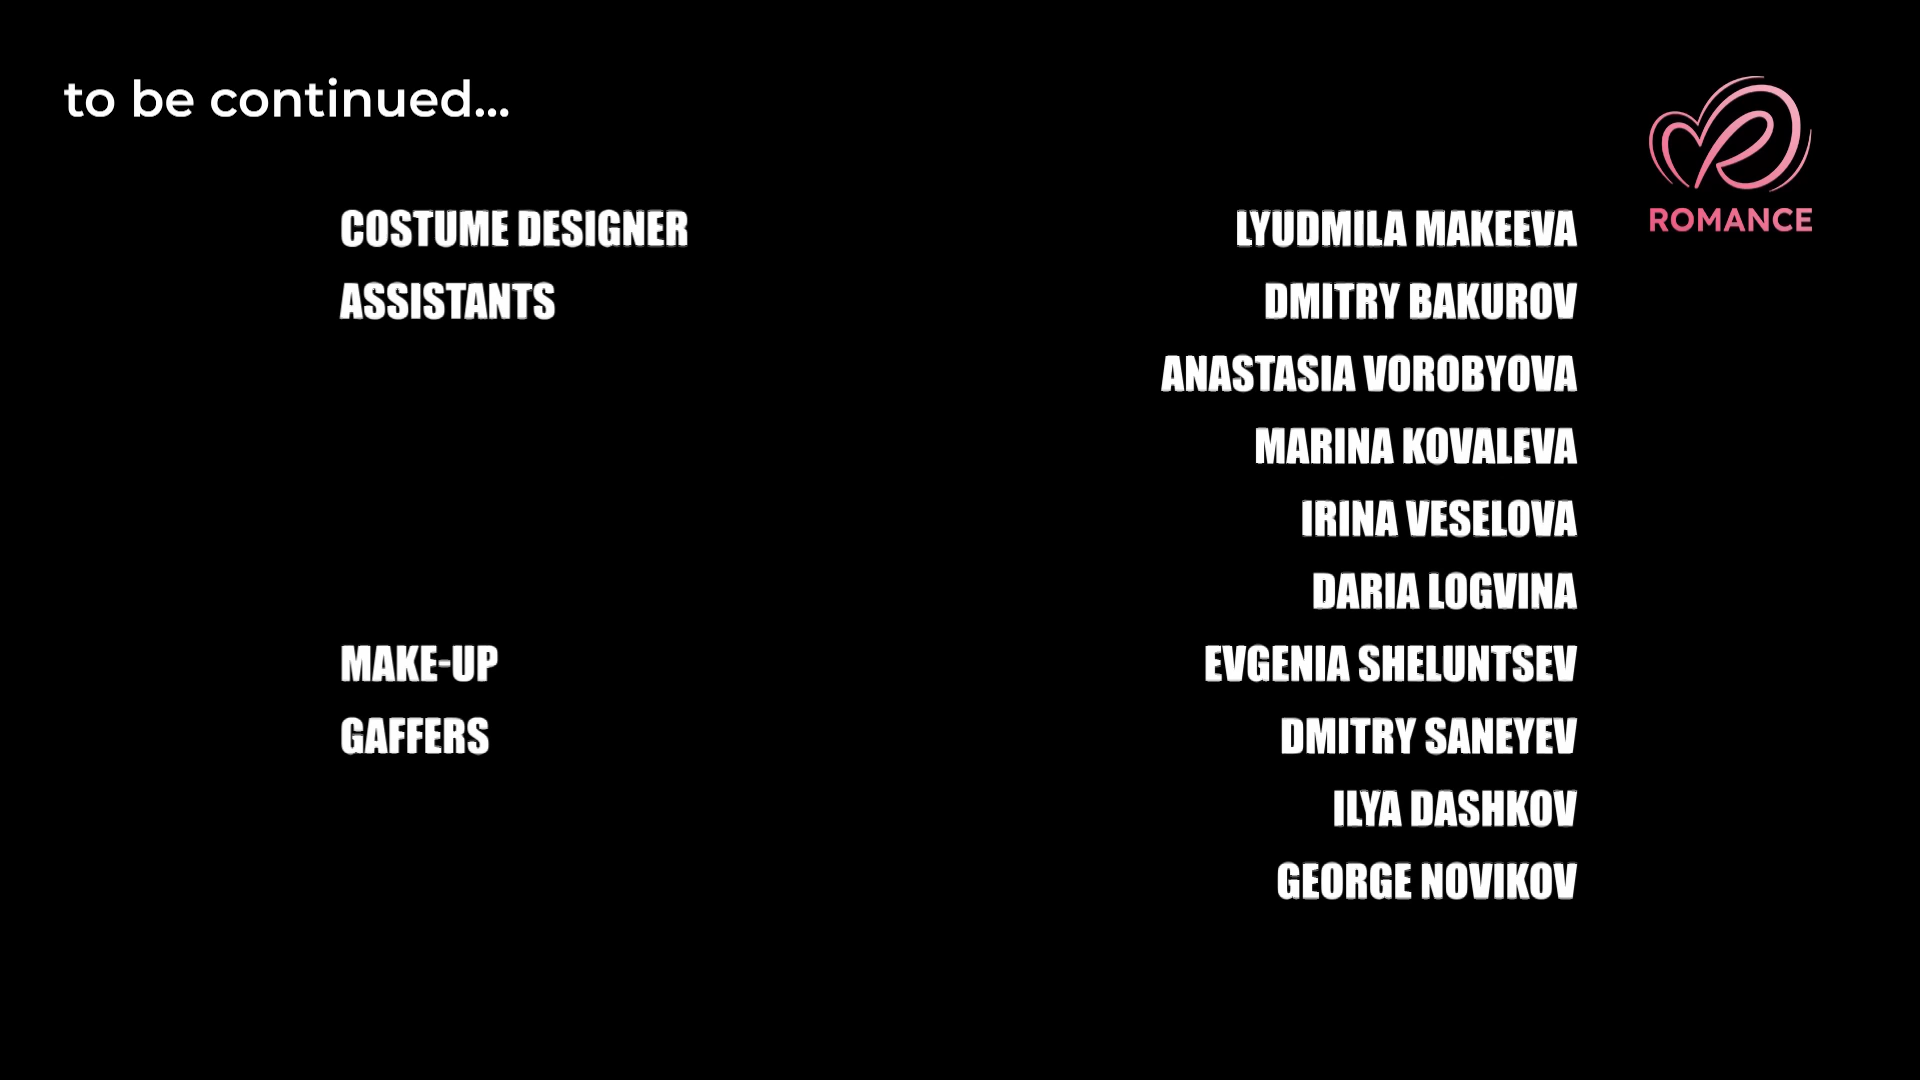 to be continued...
ROMANCE
COSTUME DESIGNER LYUDMILA MAKEEVA
ASSISTANTS DMITRY BAKUROV
ANASTASIA VOROBYOVA
MARINA KOVALEVA
IRINA VESELOVA
DARIA LOGVINA
MAKE-UP EVGENIA SHELUNTSEV
GAFFERS DMITRY SANEYEV
ILYA DASHKOV
GEORGE NOVIKOV